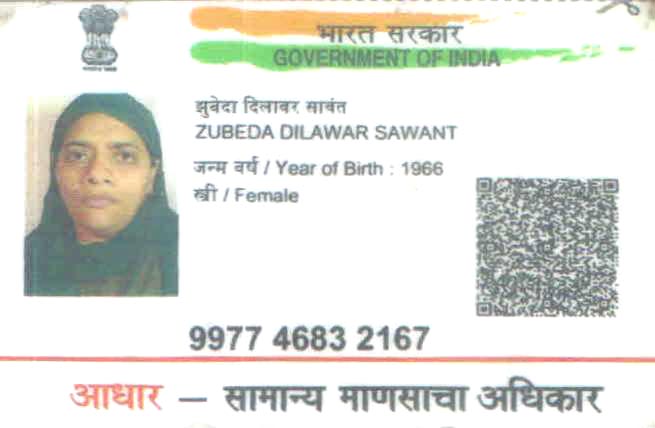 भारत सरकार
GOVERNMENT OF INDIA
झुबेदा दिलावर सावंत
ZUBEDA DILAWAR SAWANT
जन्म वर्ष / Year of Birth : 1966
स्त्री / Female
9977 4683 2167
आधार — सामान्य माणसाचा अधिकार